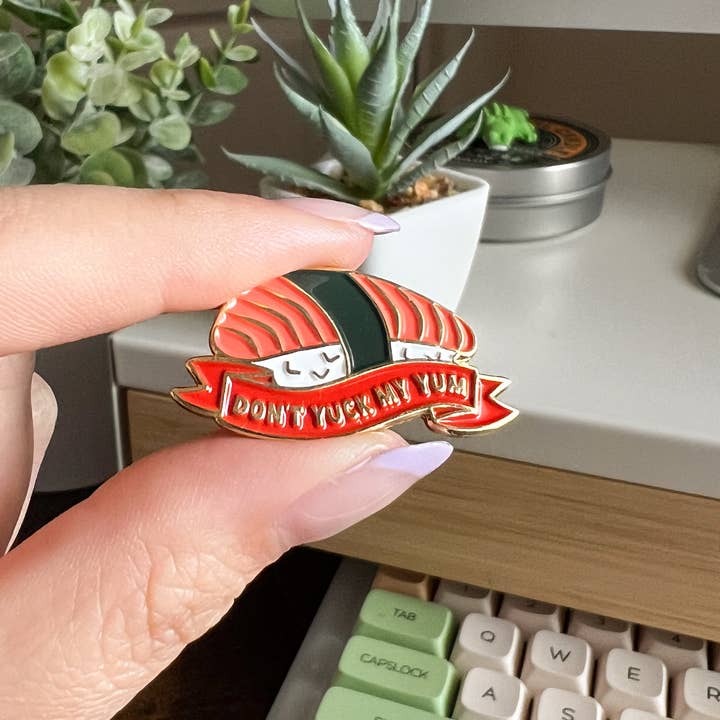 DON'T YUCK MY YUM
TAB
Q W E R
CAPSLOCK
A S